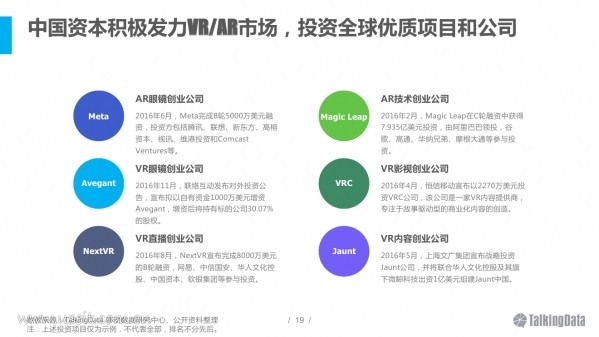 中国资本积极发力VR/AR市场，投资全球优质项目和公司
Meta
AR眼镜创业公司
2016年6月，Meta完成B轮5000万美元融
资，投资方包括腾讯、联想、新东方、高榕
资本、视讯、维港投资和Comcast
Ventures等。
Magic Leap
AR技术创业公司
2016年2月，Magic Leap在C轮融资中获得
7.935亿美元投资，由阿里巴巴领投，谷
歌、高通、华纳兄弟、摩根大通等参与投
资。
Avegant
VR眼镜创业公司
2016年11月，联络互动发布对外投资公
告，宣布拟以自有资金1000万美元增资
Avegant，增资后将持有标的公司30.07%
的股权。
VRC
VR影视创业公司
2016年4月，恒信移动宣布以2270万美元投
资VRC公司，该公司是一家VR内容提供商，
专注于故事驱动型的商业化内容的创造。
NextVR
VR直播创业公司
2016年8月，NextVR宣布完成8000万美元
的B轮融资，网易、中信国安、华人文化控
股、中国资本、软银集团等参与投资。
Jaunt
VR内容创业公司
2016年5月，上海文广集团宣布战略投资
Jaunt公司，并将联合华人文化控股及其旗
下微鲸科技出资1亿美元组建Jaunt中国。
数据来源：TalkingData 移动数据研究中心、公开资料整理
注：上述投资项目仅为示例，不代表全部，排名不分先后。
/ 19 /
TalkingData